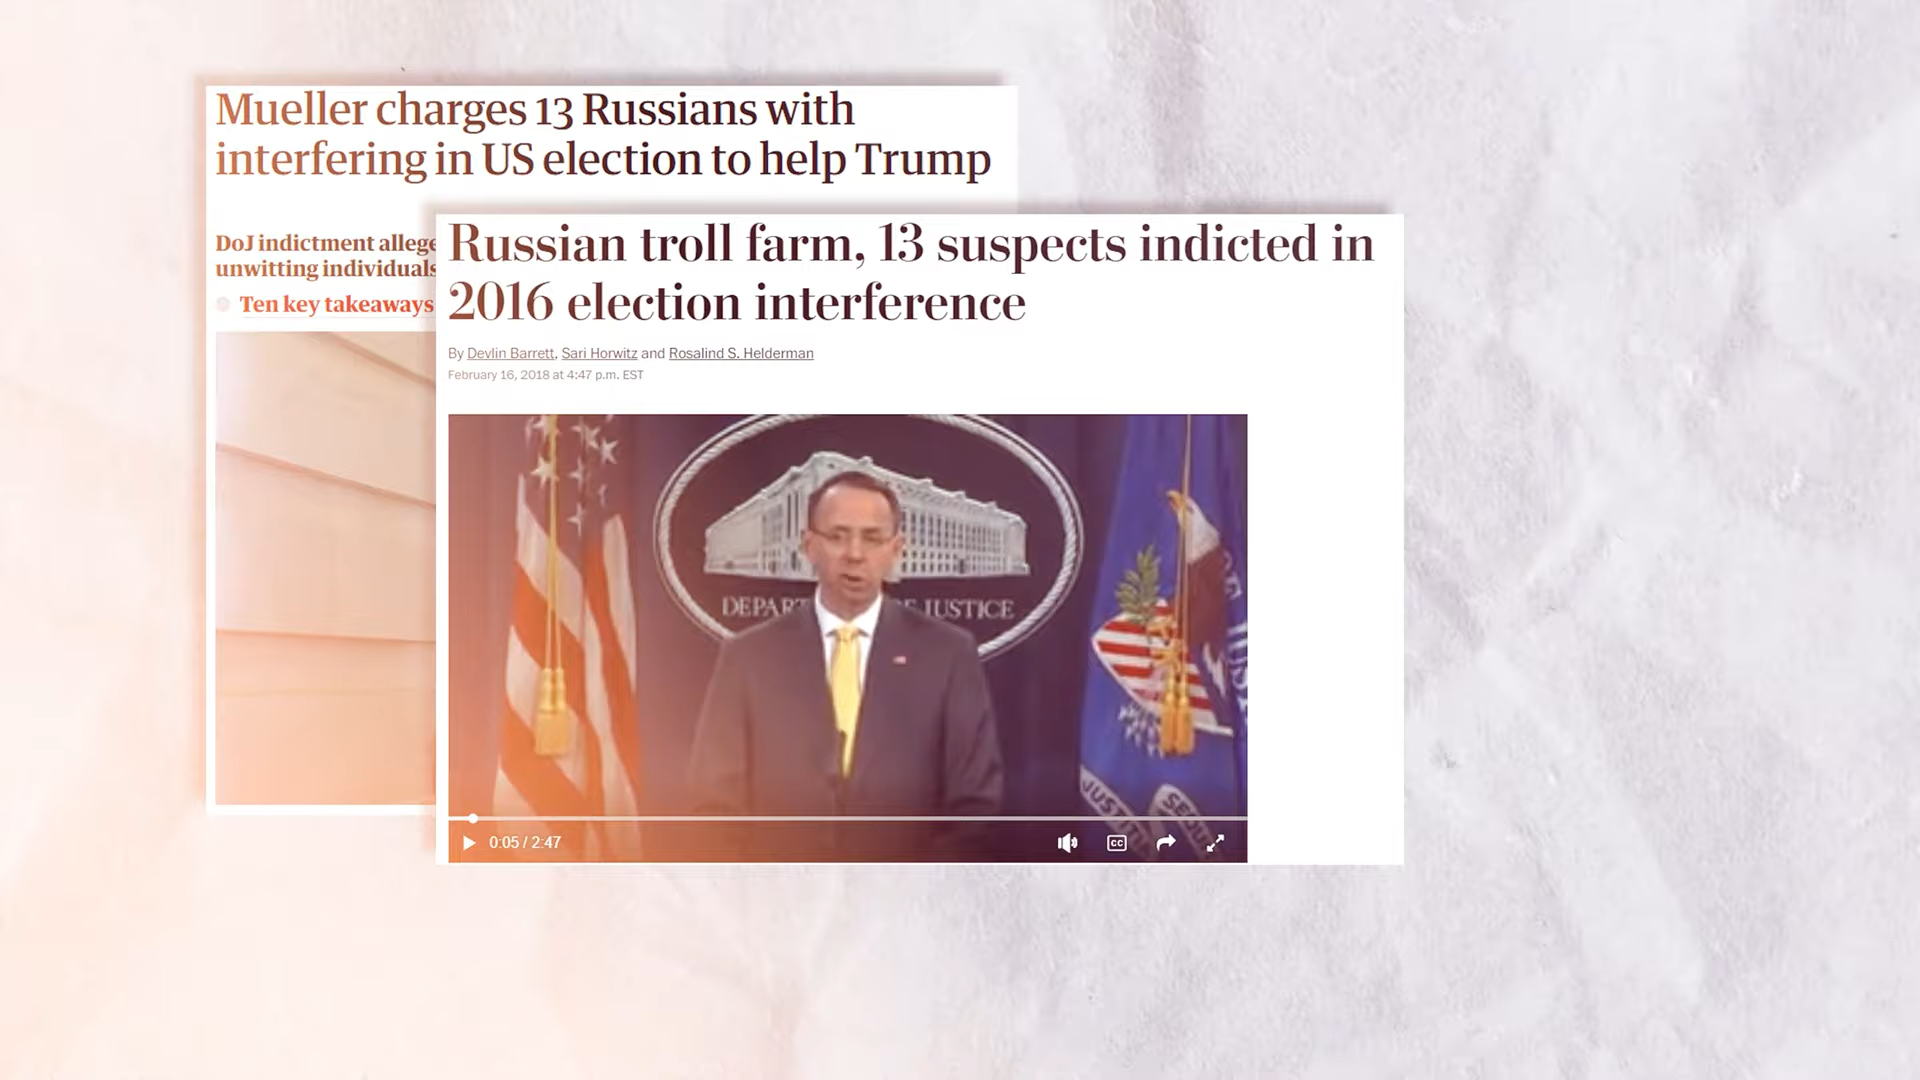 Mueller charges 13 Russians with
interfering in US election to help Trump
DoJ indictment allege
unwitting individuals
Ten key takeaways
Russian troll farm, 13 suspects indicted in
2016 election interference
By Devlin Barrett, Sari Horwitz and Rosalind S. Helderman
February 16, 2018 at 4:47 p.m. EST
DEPART E JUSTICE
0:05 / 2:47
CC